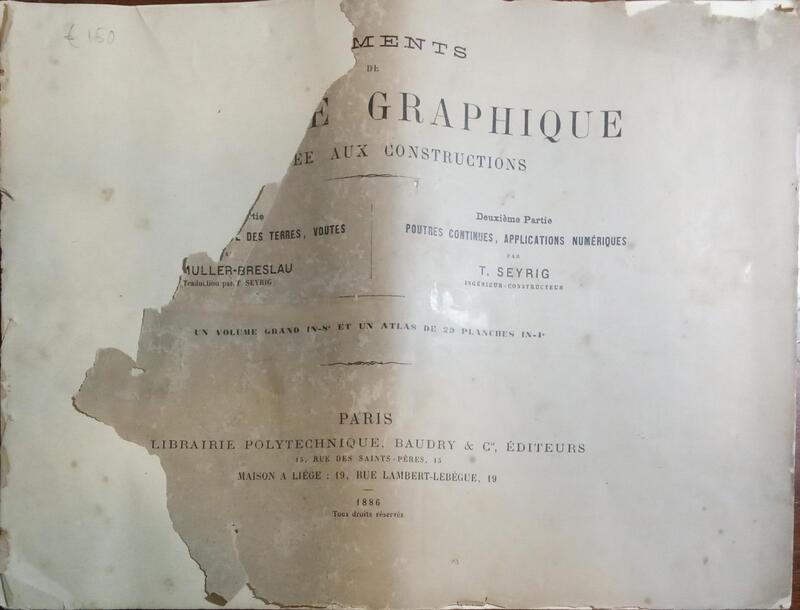 € 150
MENTS
DE
E GRAPHIQUE
ÉE AUX CONSTRUCTIONS
tie
DES TERRES, VOUTES
MULLER-BRESLAU
Traduction par T. SEYRIG
Deuxième Partie
POUTRES CONTINUES, APPLICATIONS NUMÉRIQUES
PAR
T. SEYRIG
INGÉNIEUR-CONSTRUCTEUR
UN VOLUME GRAND IN-8° ET UN ATLAS DE 29 PLANCHES IN-4°
PARIS
LIBRAIRIE POLYTECHNIQUE, BAUDRY & Cie, ÉDITEURS
15, RUE DES SAINTS-PÈRES, 15
MAISON A LIÉGE : 19, RUE LAMBERT-LEBÈGUE, 19
1886
Tous droits réservés